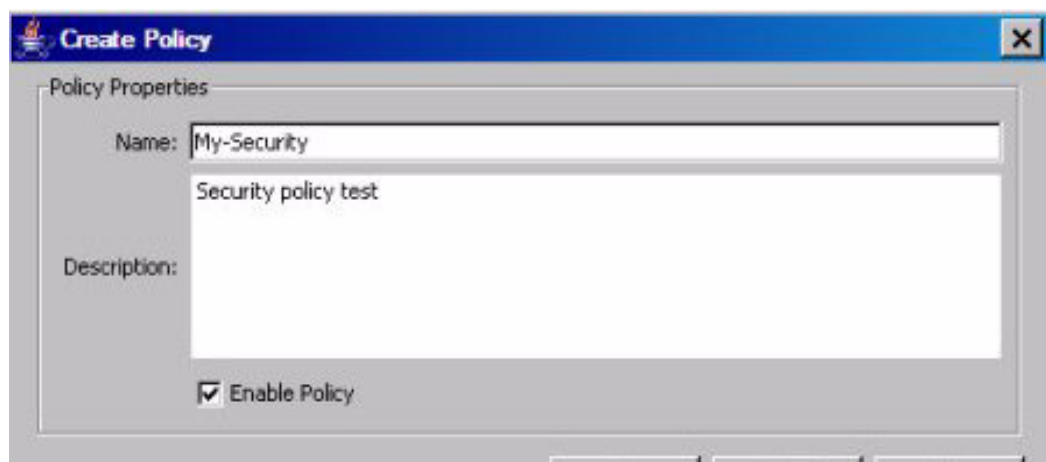 Create Policy
Policy Properties
Name: My-Security
Description: Security policy test
Enable Policy